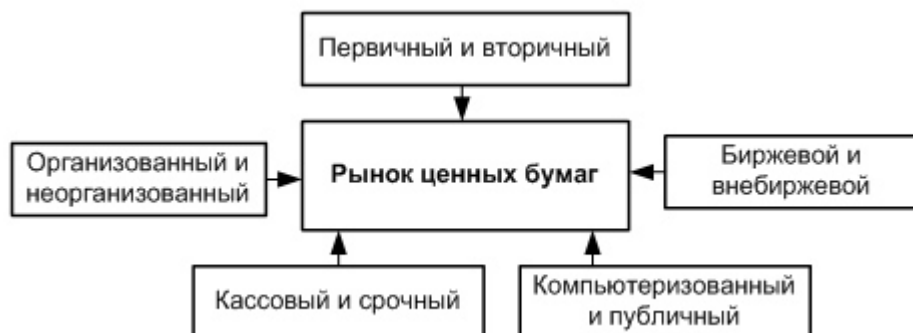 Первичный и вторичный
Организованный и
неорганизованный
Рынок ценных бумаг
Биржевой и
внебиржевой
Кассовый и срочный
Компьютеризованный
и публичный